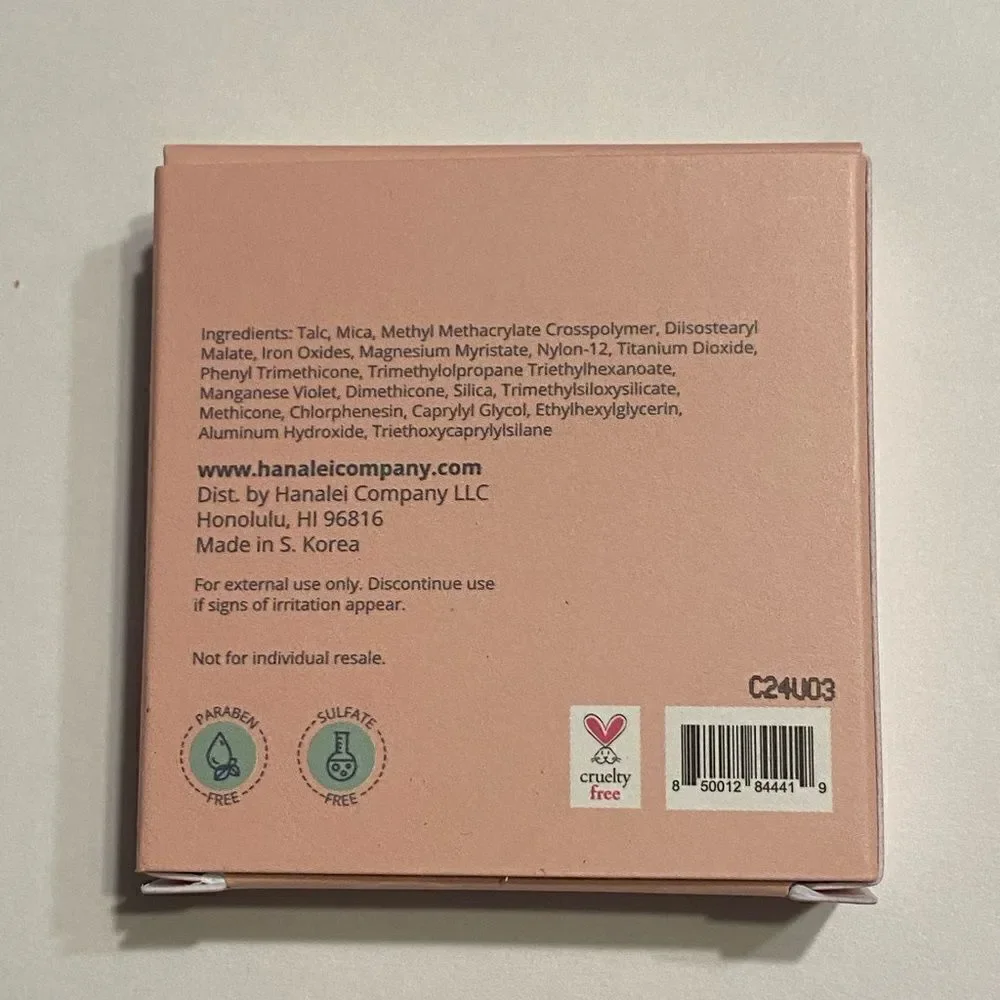 Ingredients: Talc, Mica, Methyl Methacrylate Crosspolymer, Diisostearyl
Malate, Iron Oxides, Magnesium Myristate, Nylon-12, Titanium Dioxide,
Phenyl Trimethicone, Trimethylolpropane Triethylhexanoate,
Manganese Violet, Dimethicone, Silica, Trimethylsiloxysilicate,
Methicone, Chlorphenesin, Caprylyl Glycol, Ethylhexylglycerin,
Aluminum Hydroxide, Triethoxycaprylylsilane
www.hanaleicompany.com
Dist. by Hanalei Company LLC
Honolulu, HI 96816
Made in S. Korea
For external use only. Discontinue use
if signs of irritation appear.
Not for individual resale.
C24U03
PARABEN
FREE
SULFATE
FREE
cruelty
free
8 50012 84441 9